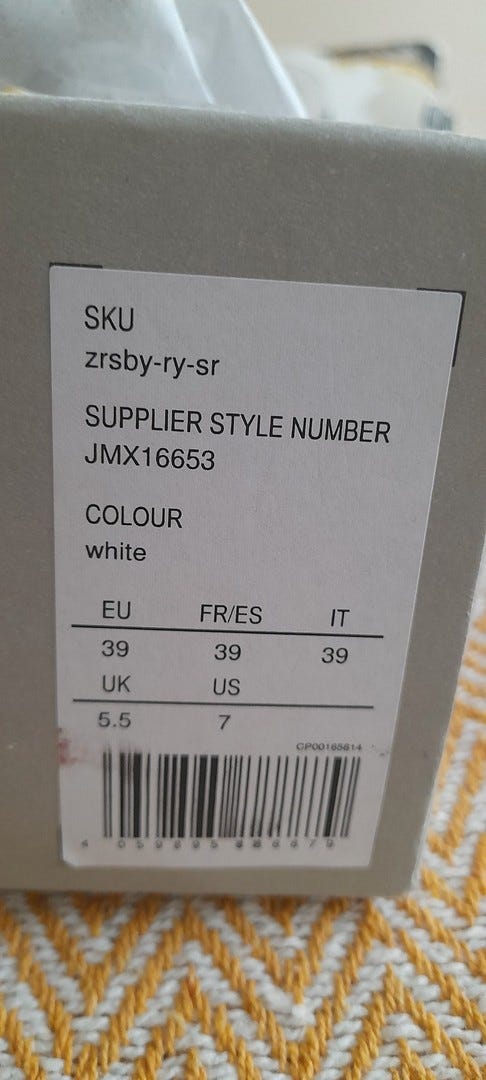 SKU
zrsby-ry-sr
SUPPLIER STYLE NUMBER
JMX16653
COLOUR
white
EU FR/ES IT
39 39 39
UK US
5.5 7
CP00165614